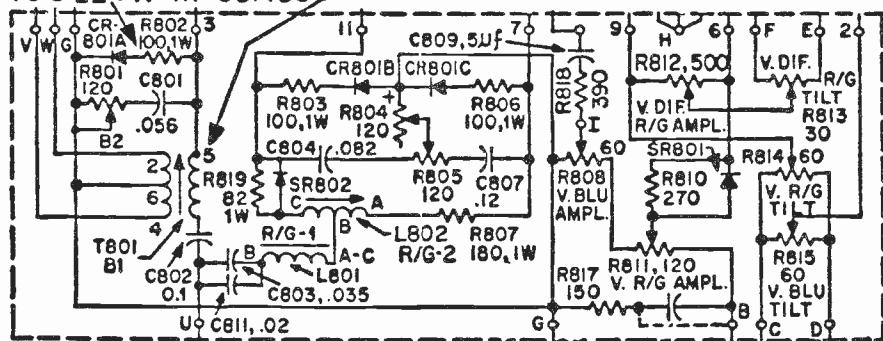 3 11 7 C809, 5µf 9 H 6 F E 2
V W G CR-801A R802 100,1W
R801 120 C801 .056
B2
CR801B CR801C
R803 100,1W
+
R804 120
R806 100,1W
R818 390
I
R812, 500
V. DIF. R/G AMPL.
V. DIF. R/G TILT R813 30
C804 .082
R805 120
C807 .12
60 R808 V. BLU AMPL.
SR801
R810 270
R814 60
V. R/G TILT
2 6 4 5
R819 82 1W
SR802
C A B
L802 R/G-2
R807 180,1W
T801 B1
R/G-1
B A-C
L801
C802 0.1
C803, .035
U C811, .02
R817 150
R811, 120
V. R/G AMPL.
R815 60 V. BLU TILT
G B C D